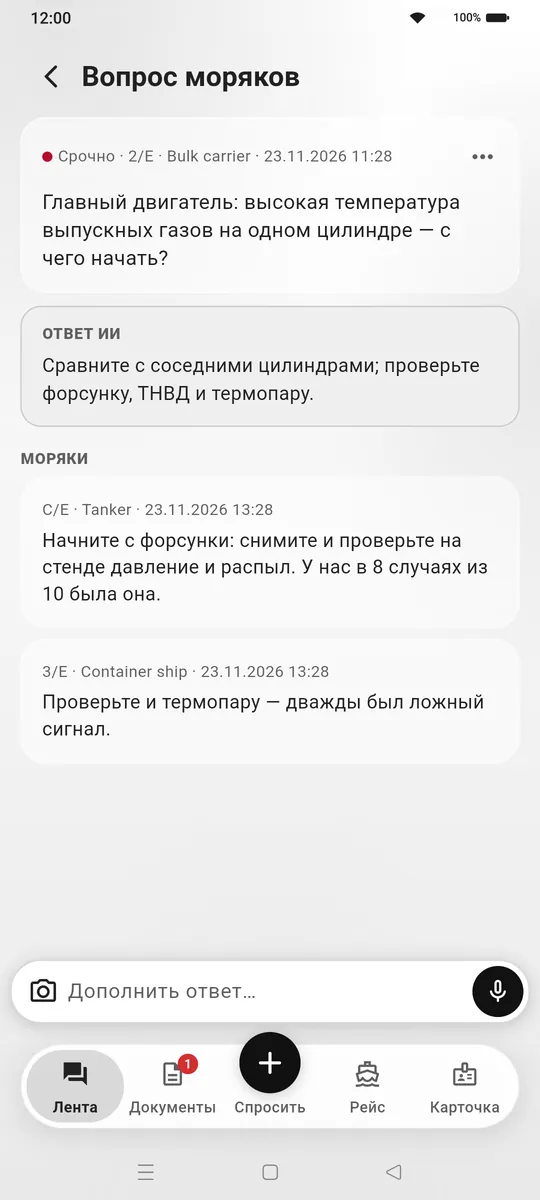 12:00
100%
Вопрос моряков
Срочно · 2/E · Bulk carrier · 23.11.2026 11:28
Главный двигатель: высокая температура
выпускных газов на одном цилиндре — с
чего начать?
ОТВЕТ ИИ
Сравните с соседними цилиндрами; проверьте
форсунку, ТНВД и термопару.
МОРЯКИ
C/E · Tanker · 23.11.2026 13:28
Начните с форсунки: снимите и проверьте на
стенде давление и распыл. У нас в 8 случаях из
10 была она.
3/E · Container ship · 23.11.2026 13:28
Проверьте и термопару — дважды был ложный
сигнал.
Дополнить ответ…
1
Лента
Документы
Спросить
Рейс
Карточка